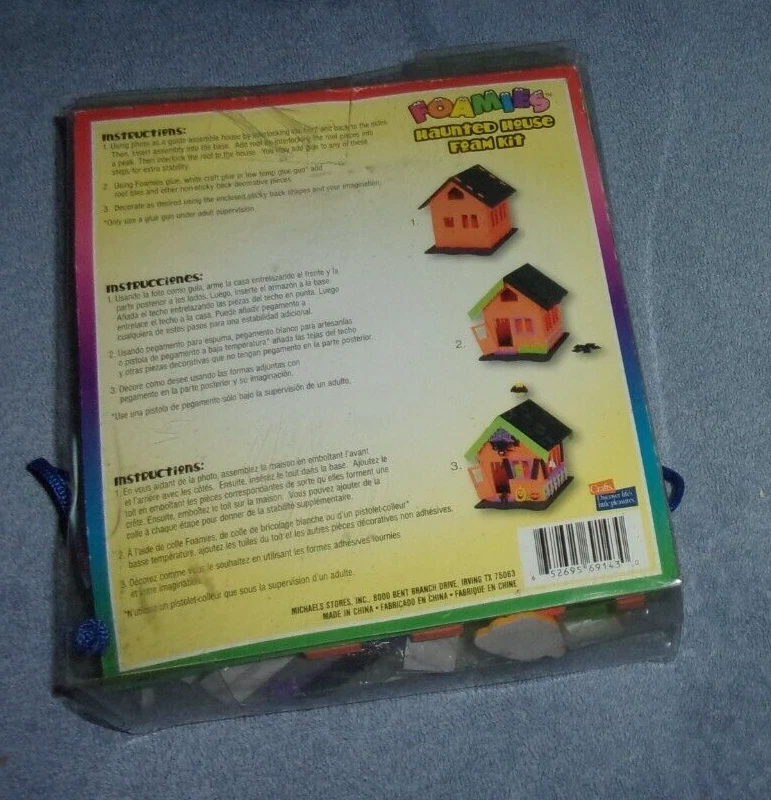 FOAMIES™
Haunted House
Foam Kit
Instructions:
1. Using photo as a guide assemble house by interlocking the front and back to the sides.
Then, insert assembly into the base. Add roof by interlocking the roof pieces into
a peak. Then interlock the roof to the house. You may add glue to any of these
steps for extra stability.
2. Using Foamies glue, white craft glue or low temp glue gun* add
roof tiles and other non-sticky back decorative pieces.
3. Decorate as desired using the enclosed sticky back shapes and your imagination.
*Only use a glue gun under adult supervision.
1.
Instrucciones:
1. Usando la foto como guía, arme la casa entrelazando el frente y la
parte posterior a los lados. Luego, inserte el armazón a la base.
Añada el techo entrelazando las piezas del techo en punta. Luego
entrelace el techo a la casa. Puede añadir pegamento a
cualquiera de estos pasos para una estabilidad adicional.
2. Usando pegamento para espuma, pegamento blanco para artesanías
o pistola de pegamento a baja temperatura* añada las tejas del techo
y otras piezas decorativas que no tengan pegamento en la parte posterior.
3. Decore como desee usando las formas adjuntas con
pegamento en la parte posterior y su imaginación.
*Use una pistola de pegamento sólo bajo la supervisión de un adulto.
2.
Instructions:
1. En vous aidant de la photo, assemblez la maison en emboîtant l'avant
et l'arrière avec les côtés. Ensuite, insérez le tout dans la base. Ajoutez le
toit en emboîtant les pièces correspondantes de sorte qu'elles forment une
crête. Ensuite, emboîtez le toit sur la maison. Vous pouvez ajouter de la
colle à chaque étape pour donner de la stabilité supplémentaire.
2. À l'aide de colle Foamies, de colle de bricolage blanche ou d'un pistolet-colleur*
basse température, ajoutez les tuiles du toit et les autres pièces décoratives non adhésives.
3. Décorez comme vous le souhaitez en utilisant les formes adhésives fournies
et votre imagination.
*N'utilisez un pistolet-colleur que sous la supervision d'un adulte.
3.
Crafts
Discover life's
little pleasures.
MICHAELS STORES, INC., 8000 BENT BRANCH DRIVE, IRVING TX 75063
MADE IN CHINA • FABRICADO EN CHINA • FABRIQUE EN CHINE
52695 69143